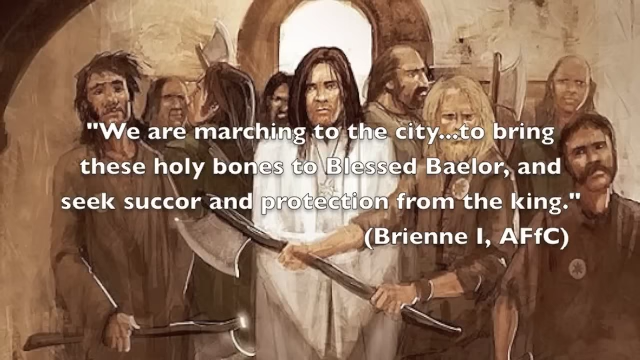 "We are marching to the city...to bring
these holy bones to Blessed Baelor, and
seek succor and protection from the king."
(Brienne I, AFfC)